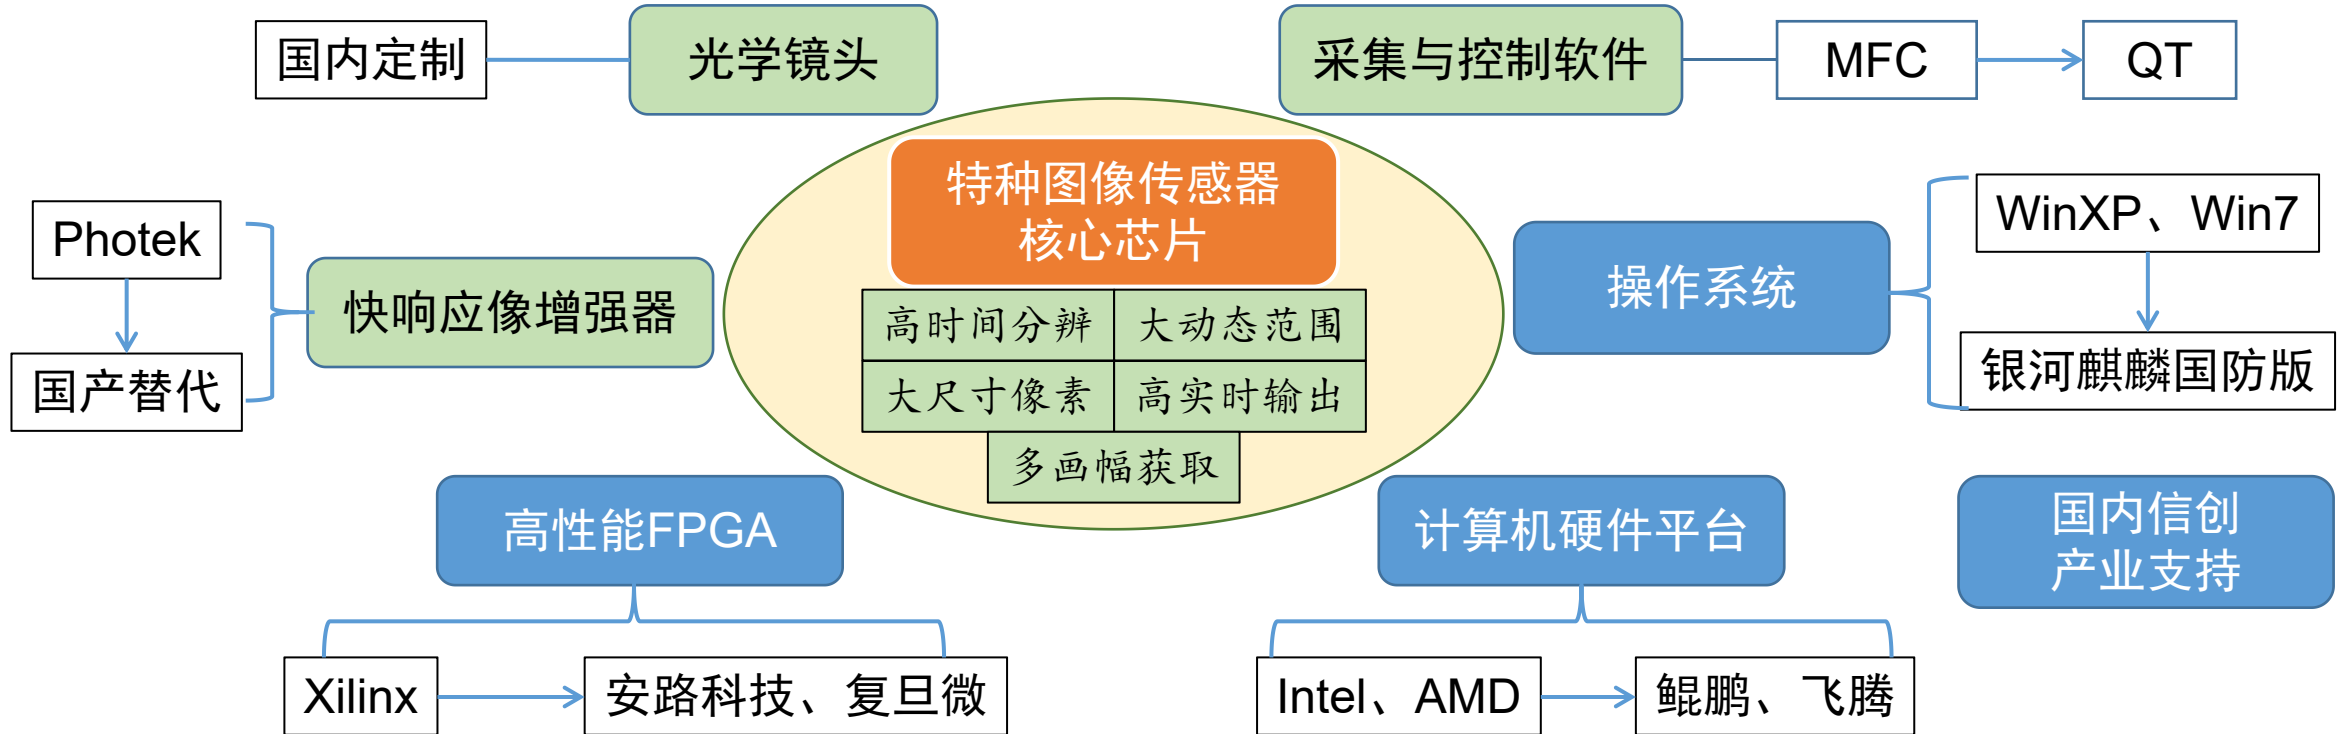 国内定制
光学镜头
采集与控制软件
MFC
QT
特种图像传感器
核心芯片
高时间分辨
大动态范围
大尺寸像素
高实时输出
多画幅获取
Photek
国产替代
快响应像增强器
操作系统
WinXP、Win7
银河麒麟国防版
高性能FPGA
Xilinx
安路科技、复旦微
计算机硬件平台
Intel、AMD
鲲鹏、飞腾
国内信创
产业支持